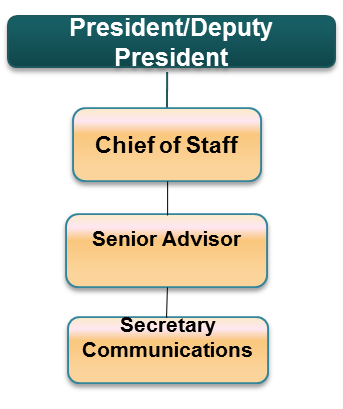 President/Deputy
President
Chief of Staff
Senior Advisor
Secretary
Communications